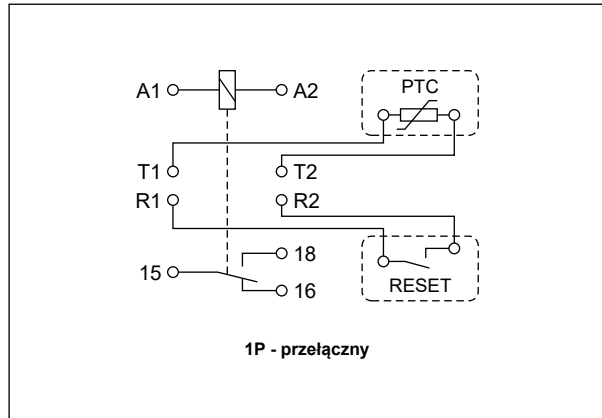 A1 A2 PTC
T1 T2
R1 R2
15 18
16 RESET
1P - przełączny